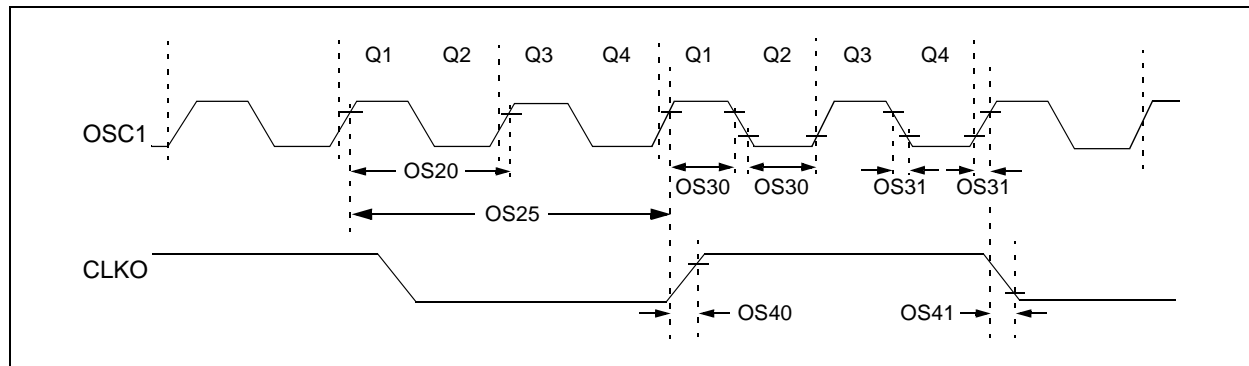 Q1 Q2 Q3 Q4 Q1 Q2 Q3 Q4
OSC1
OS20
OS30 OS30 OS31 OS31
OS25
CLKO
OS40 OS41